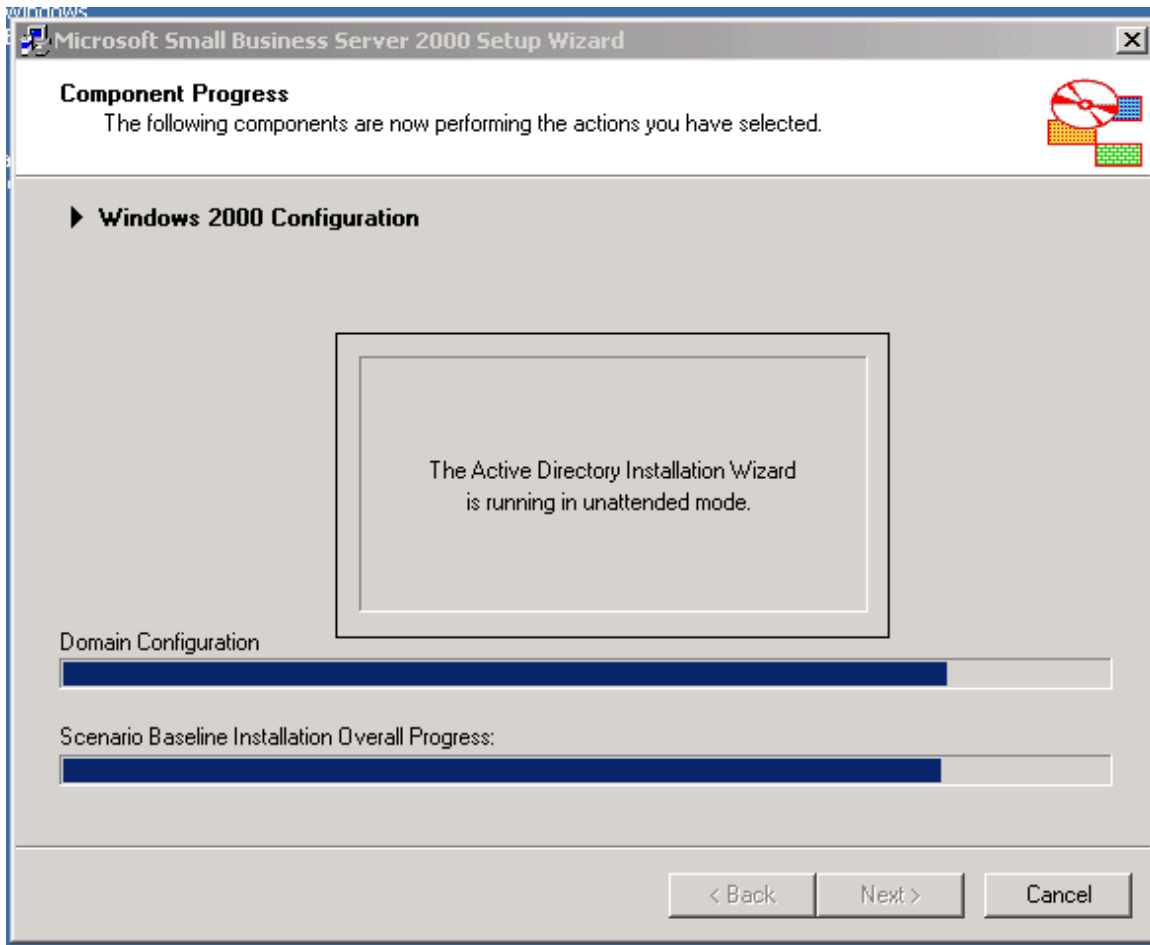 windows
Microsoft Small Business Server 2000 Setup Wizard
Component Progress
The following components are now performing the actions you have selected.
Windows 2000 Configuration
The Active Directory Installation Wizard
is running in unattended mode.
Domain Configuration
Scenario Baseline Installation Overall Progress:
< Back
Next >
Cancel